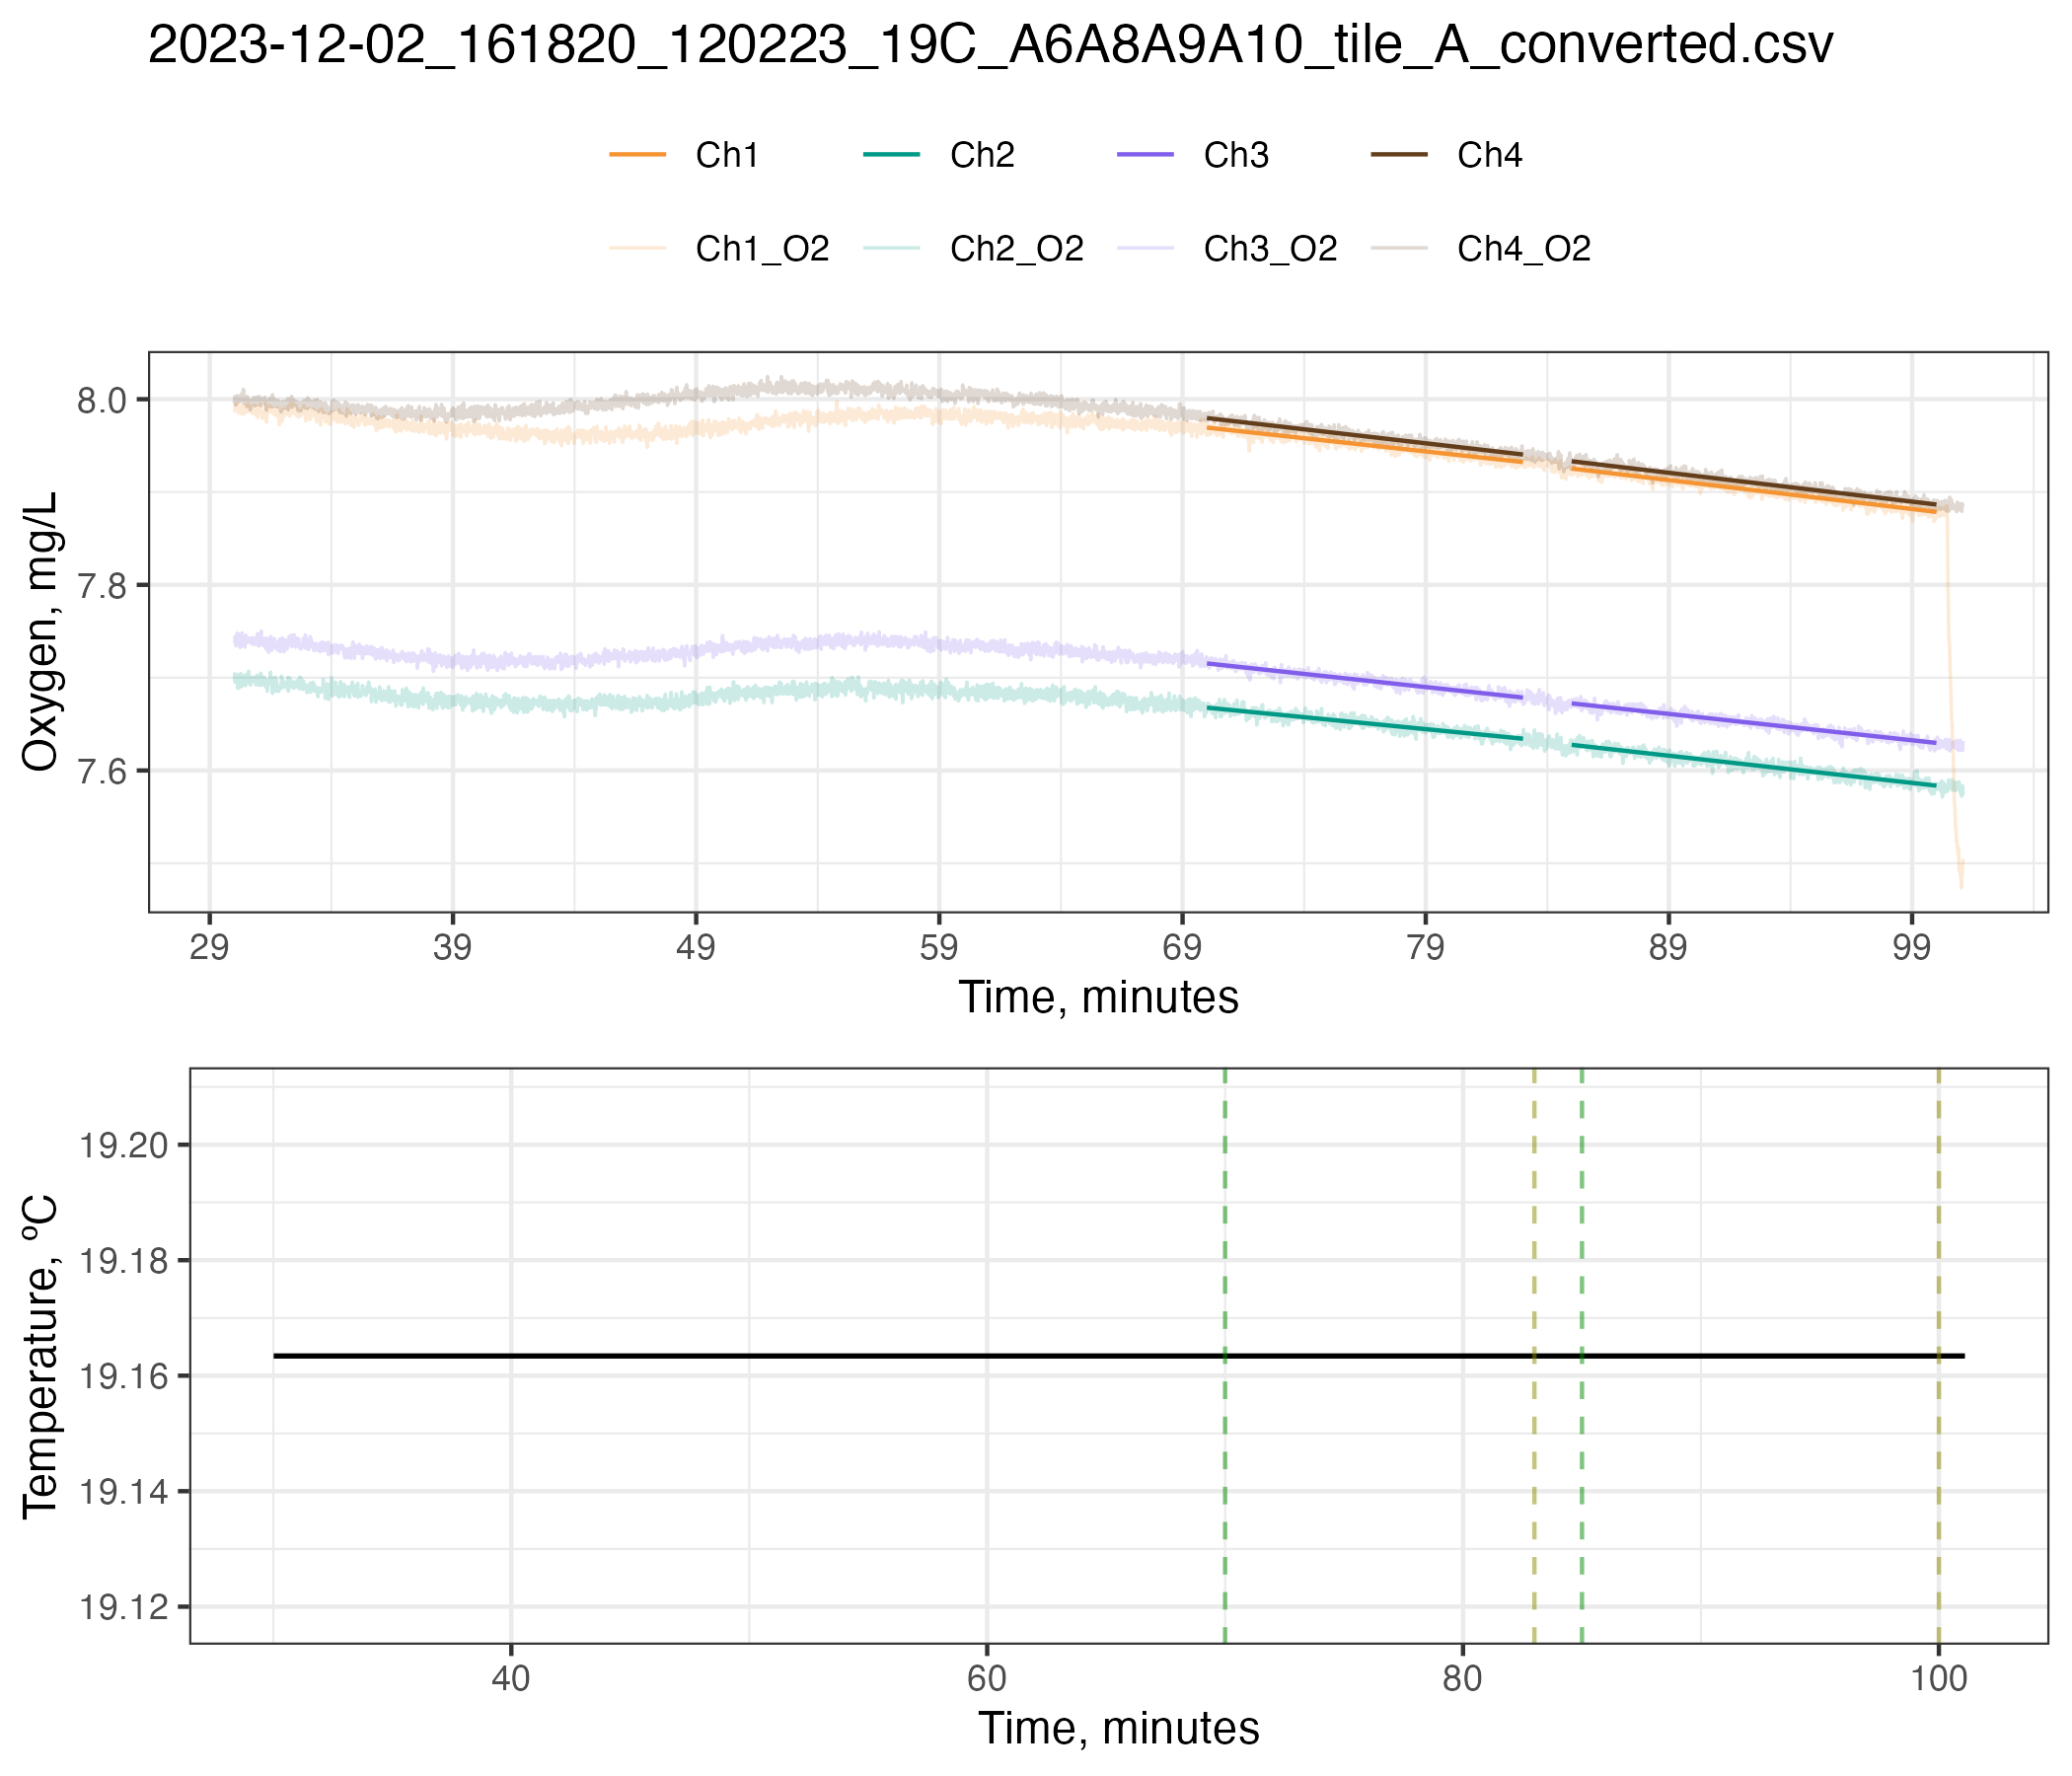 2023-12-02_161820_120223_19C_A6A8A9A10_tile_A_converted.csv
Ch1 Ch2 Ch3 Ch4
Ch1_O2 Ch2_O2 Ch3_O2 Ch4_O2
Oxygen, mg/L
8.0
7.8
7.6
29 39 49 59 69 79 89 99
Time, minutes
Temperature, ºC
19.20
19.18
19.16
19.14
19.12
40 60 80 100
Time, minutes